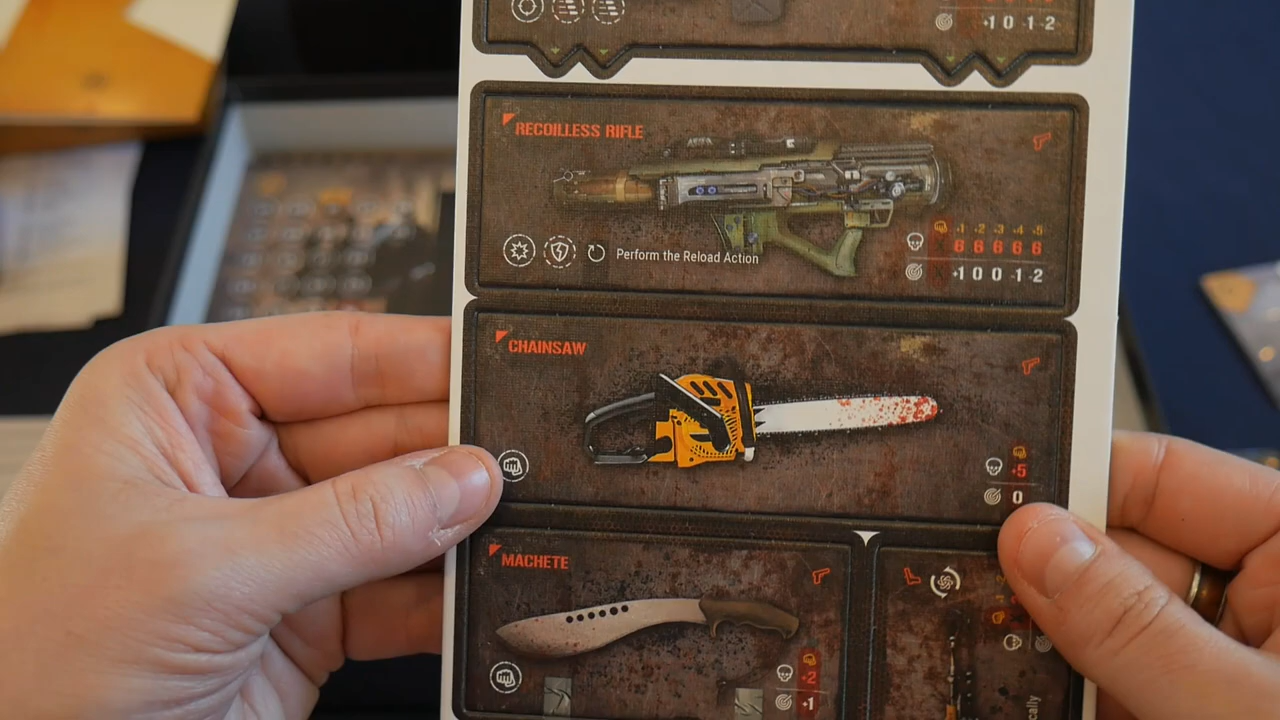 +1 0 -1 -2
RECOILLESS RIFLE
-1 -2 -3 -4 -5
6 6 6 6 6
Perform the Reload Action
+1 0 0 -1 -2
CHAINSAW
+5
0
MACHETE
+2
+1